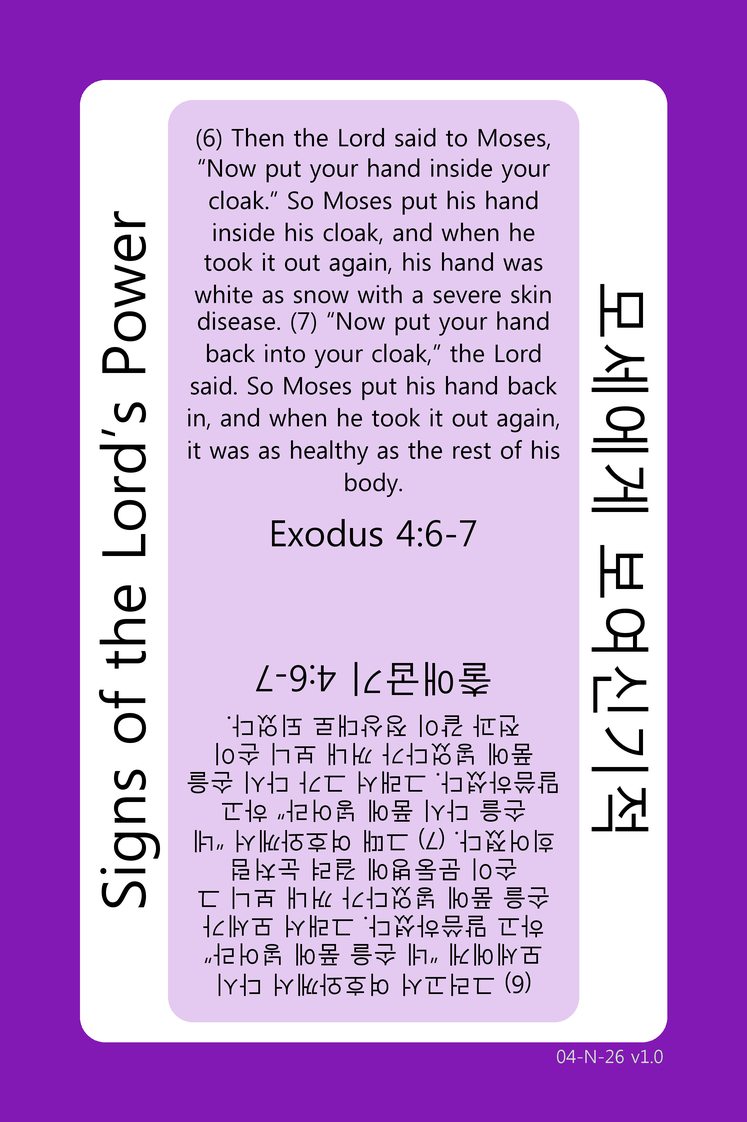 Signs of the Lord's Power
(6) Then the Lord said to Moses,
“Now put your hand inside your
cloak.” So Moses put his hand
inside his cloak, and when he
took it out again, his hand was
white as snow with a severe skin
disease. (7) “Now put your hand
back into your cloak,” the Lord
said. So Moses put his hand back
in, and when he took it out again,
it was as healthy as the rest of his
body.
Exodus 4:6-7
모세에게 보여신기적
(6) 그러고서 여호와께서 다시
모세에게 “네 손을 품에 넣어라”
하고 말씀하셨다. 그래서 모세가
손을 품에 넣었다가 꺼내 보니 그
손이 문둥병에 걸려 눈처럼
희어졌다. (7) 그때 여호와께서 “네
손을 다시 품에 넣어라” 하고
말씀하셨다. 그래서 그가 다시 손을
품에 넣었다가 꺼내 보니 손이
전과 같이 정상대로 되었다.
출애굽기 4:6-7
04-N-26 v1.0